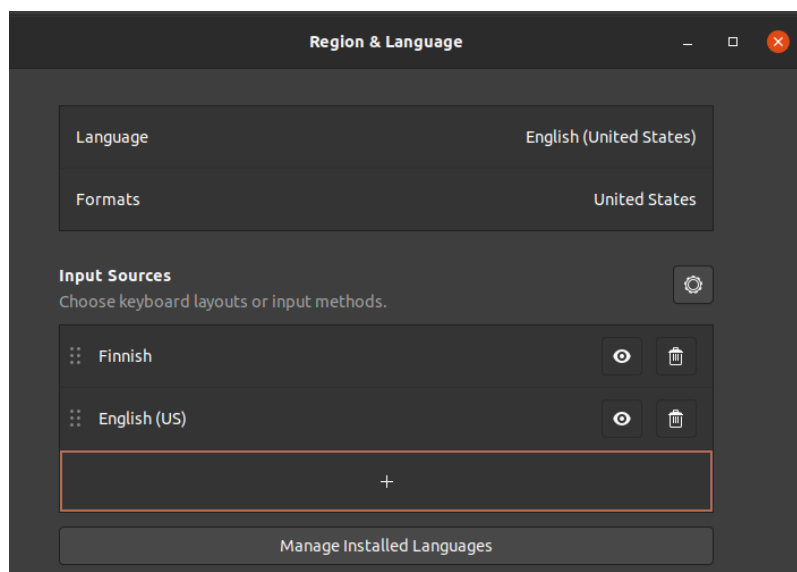 Region & Language
Language English (United States)
Formats United States
Input Sources
Choose keyboard layouts or input methods.
Finnish
English (US)
+
Manage Installed Languages